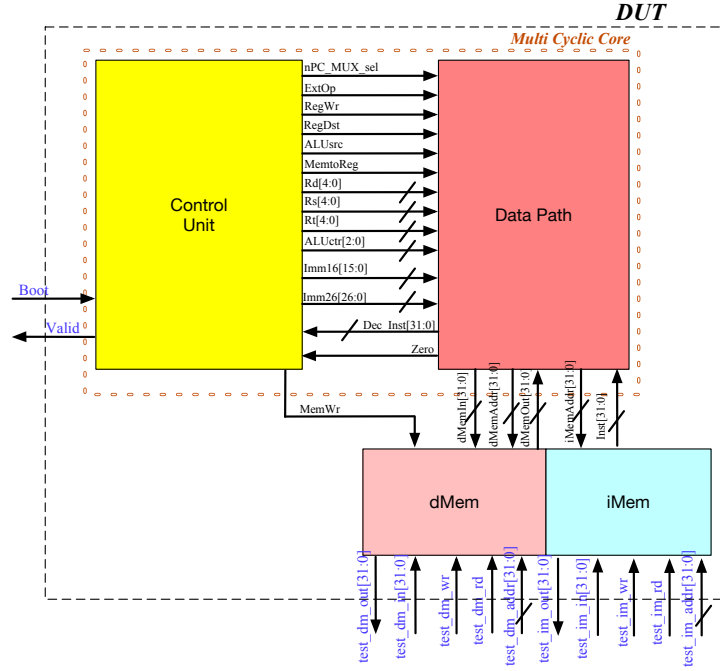 DUT
Multi Cyclic Core
nPC_MUX_sel
ExtOp
RegWr
RegDst
ALUsrc
MemtoReg
Rd[4:0]
Rs[4:0]
Rt[4:0]
ALUctr[2:0]
Imm16[15:0]
Imm26[26:0]
Dec_Inst[31:0]
Zero
Control
Unit
Data Path
Boot
Valid
MemWr
dMemIn[31:0]
dMemAddr[31:0]
dMemOut[31:0]
iMemAddr[31:0]
Inst[31:0]
dMem
iMem
test_dm_out[31:0]
test_dm_in[31:0]
test_dm_wr
test_dm_rd
test_dm_addr[31:0]
test_im_out[31:0]
test_im_in[31:0]
test_im_wr
test_im_rd
test_im_addr[31:0]